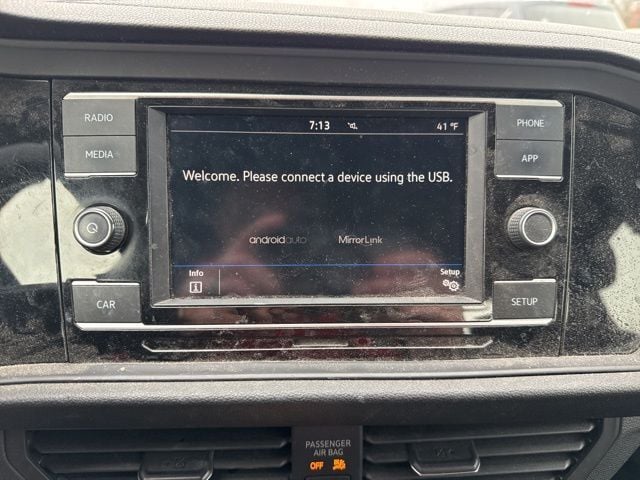 RADIO
MEDIA
7:13
41 °F
PHONE
APP
Welcome. Please connect a device using the USB.
androidauto
MirrorLink
Info
Setup
CAR
SETUP
PASSENGER
AIR BAG
OFF